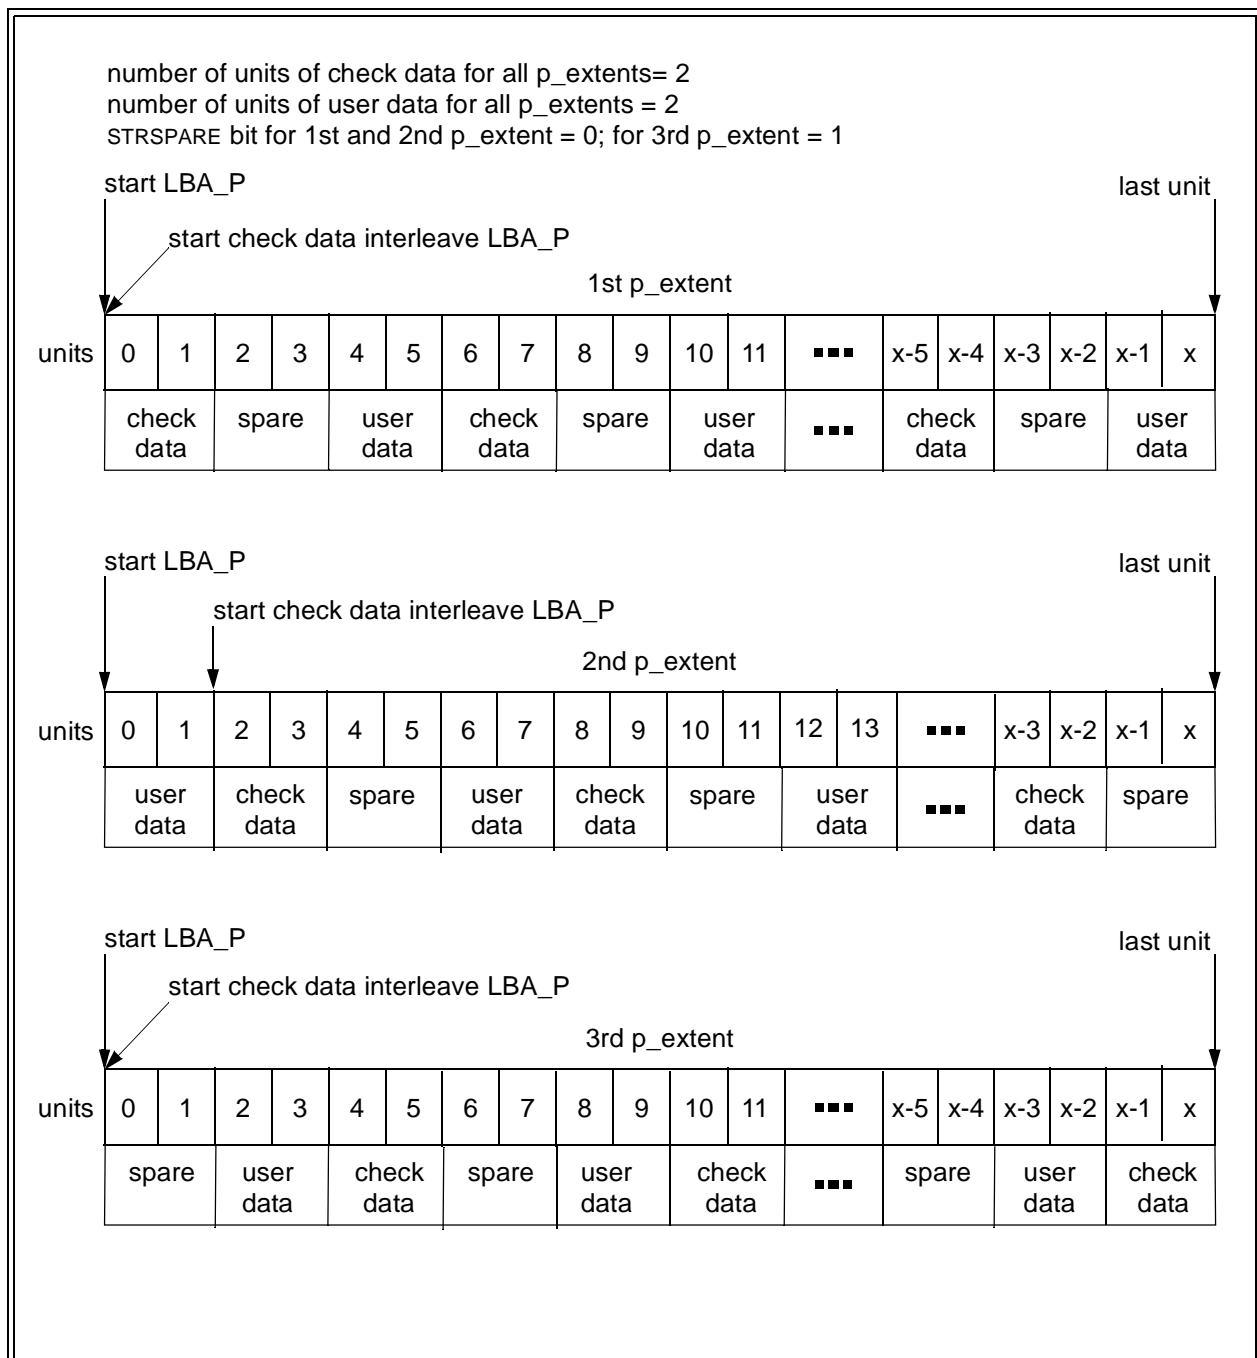 number of units of check data for all p_extents= 2
number of units of user data for all p_extents = 2
STRSPARE bit for 1st and 2nd p_extent = 0; for 3rd p_extent = 1
start LBA_P last unit
start check data interleave LBA_P
1st p_extent
units 0 1 2 3 4 5 6 7 8 9 10 11 x-5 x-4 x-3 x-2 x-1 x
check spare user check spare user check spare user
data data data data data data
start LBA_P last unit
start check data interleave LBA_P
2nd p_extent
units 0 1 2 3 4 5 6 7 8 9 10 11 12 13 x-3 x-2 x-1 x
user check spare user check spare user check spare
data data data data data data
start LBA_P last unit
start check data interleave LBA_P
3rd p_extent
units 0 1 2 3 4 5 6 7 8 9 10 11 x-5 x-4 x-3 x-2 x-1 x
spare user check spare user check spare user check
data data data data data data